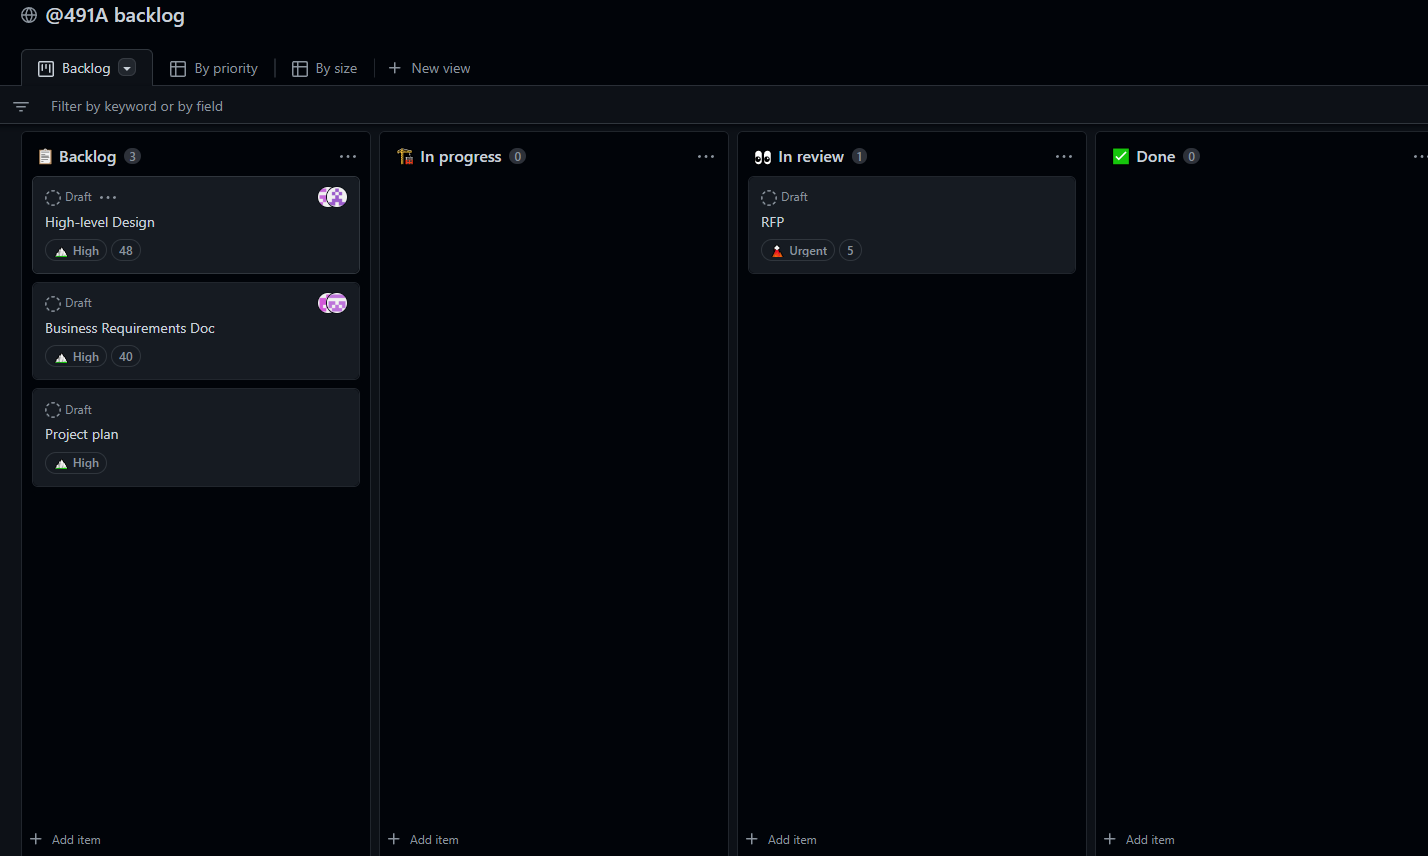 @491A backlog
Backlog
By priority
By size
New view
Filter by keyword or by field
Backlog 3
Draft
High-level Design
High 48
Draft
Business Requirements Doc
High 40
Draft
Project plan
High
Add item
In progress 0
Add item
In review 1
Draft
RFP
Urgent 5
Add item
Done 0
Add item